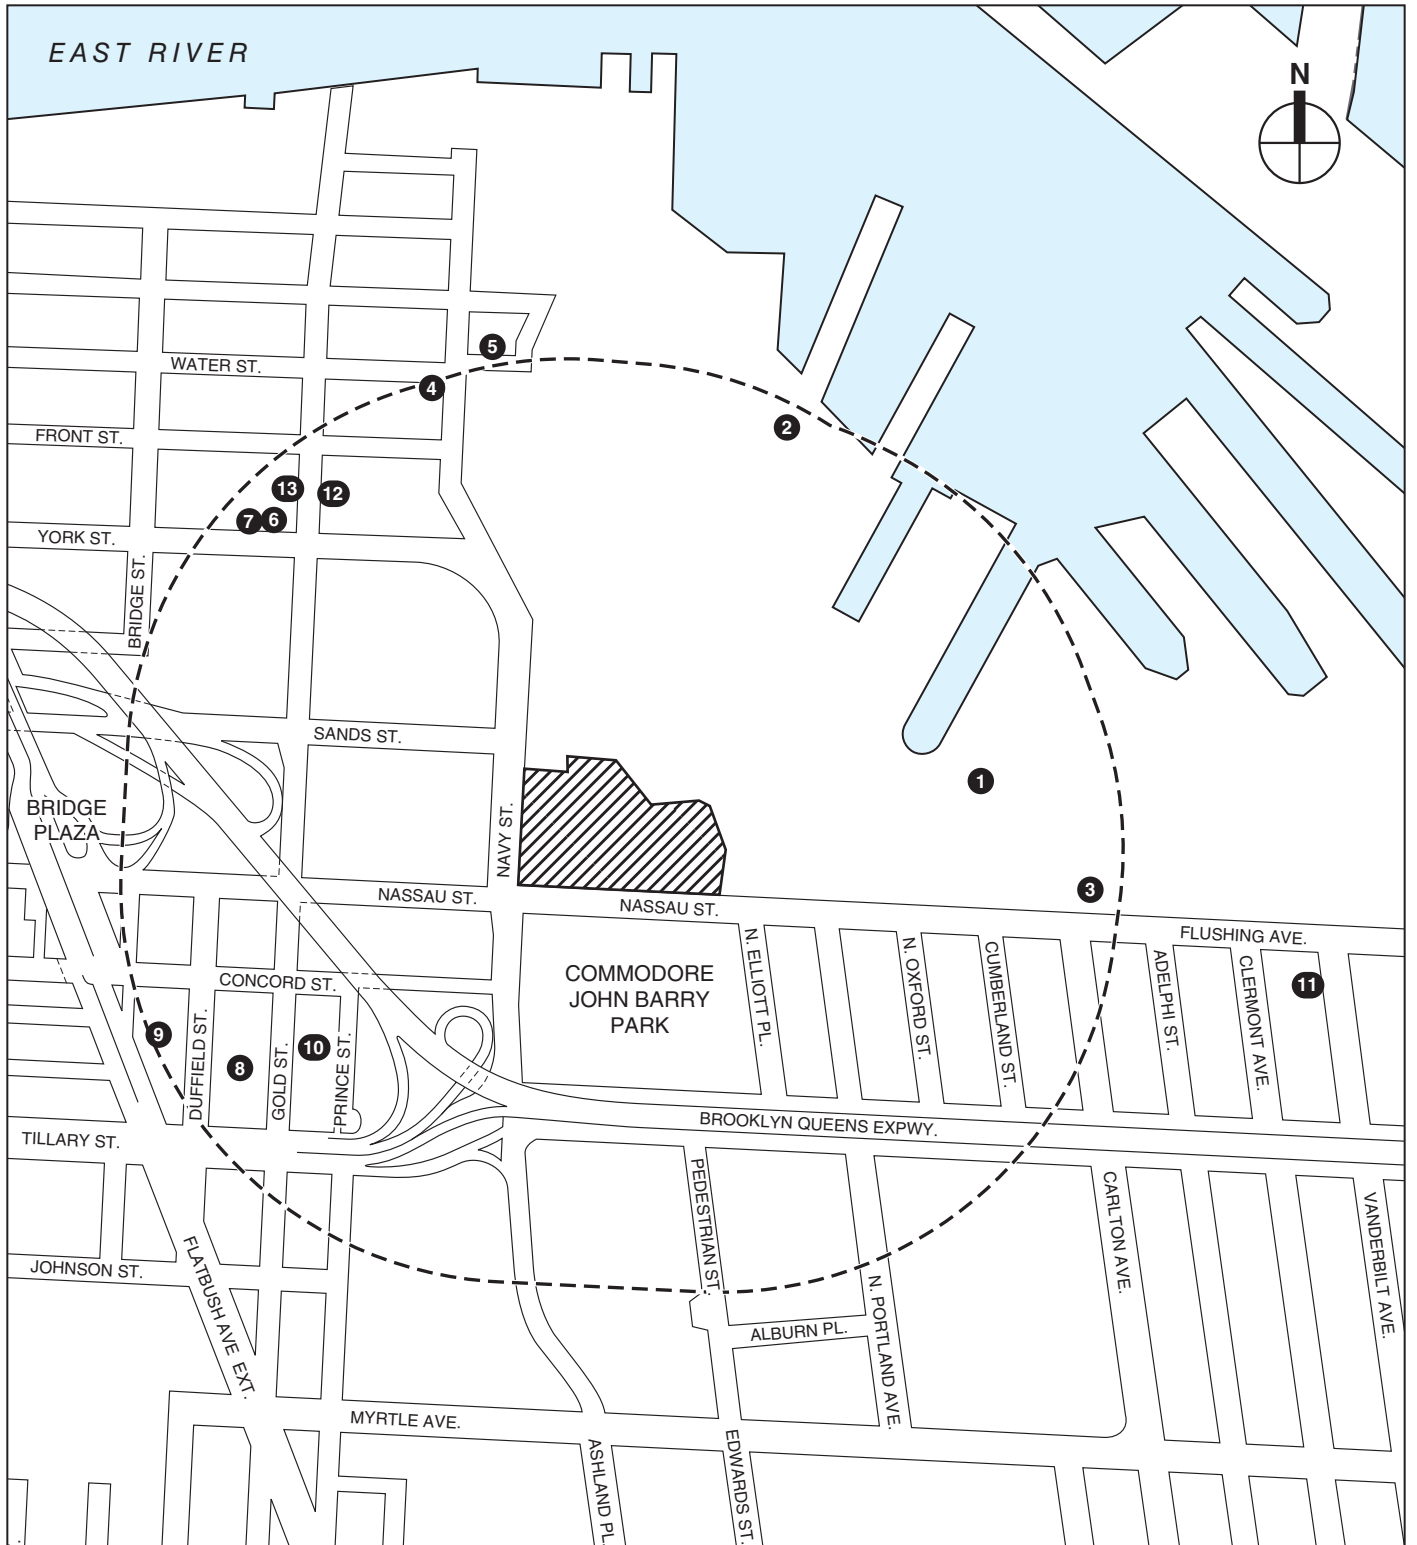 EAST RIVER
N
5
WATER ST.
4
2
FRONT ST.
13
12
7
6
YORK ST.
BRIDGE ST.
SANDS ST.
1
BRIDGE
PLAZA
NAVY ST.
NASSAU ST.
NASSAU ST.
3
FLUSHING AVE.
N. ELLIOTT PL.
N. OXFORD ST.
CUMBERLAND ST.
ADELPHI ST.
CLERMONT AVE.
11
CONCORD ST.
COMMODORE
JOHN BARRY
PARK
9
DUFFIELD ST.
8
GOLD ST.
10
PRINCE ST.
BROOKLYN QUEENS EXPWY.
TILLARY ST.
PEDESTRIAN ST.
CARLTON AVE.
VANDERBILT AVE.
JOHNSON ST.
FLATBUSH AVE EXT.
N. PORTLAND AVE.
ALBURN PL.
MYRTLE AVE.
ASHLAND PL.
EDWARDS ST.